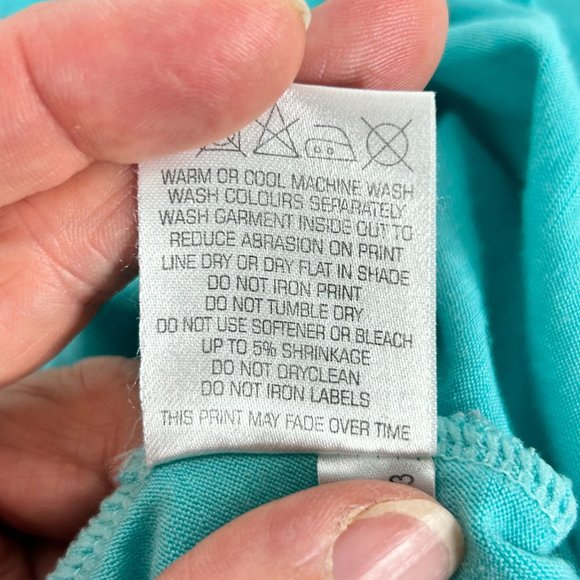 WARM OR COOL MACHINE WASH
WASH COLOURS SEPARATELY
WASH GARMENT INSIDE OUT TO
REDUCE ABRASION ON PRINT
LINE DRY OR DRY FLAT IN SHADE
DO NOT IRON PRINT
DO NOT TUMBLE DRY
DO NOT USE SOFTENER OR BLEACH
UP TO 5% SHRINKAGE
DO NOT DRYCLEAN
DO NOT IRON LABELS
THIS PRINT MAY FADE OVER TIME